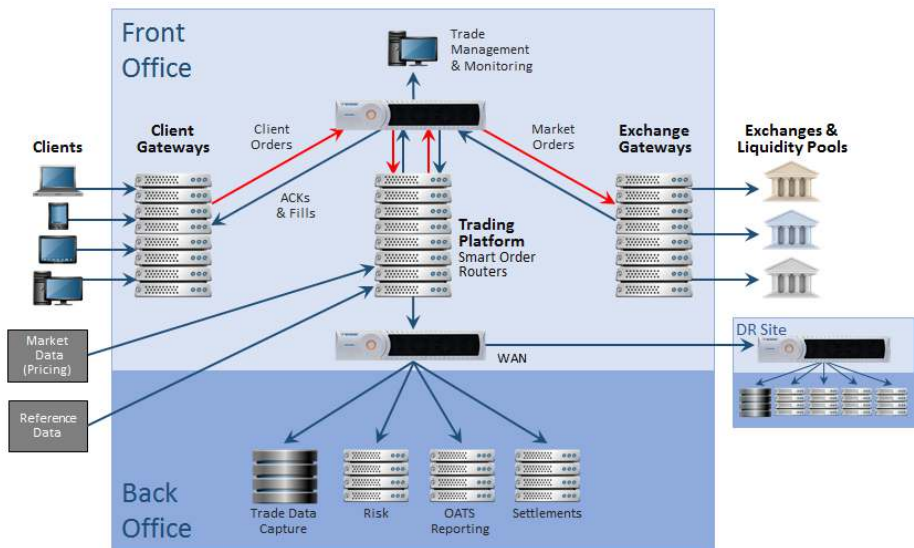 Front
Office
Trade
Management
& Monitoring
Clients
Client
Gateways
Client
Orders
Market
Orders
Exchange
Gateways
Exchanges &
Liquidity Pools
ACKs
& Fills
Trading
Platform
Smart Order
Routers
Market
Data
(Pricing)
WAN
DR Site
Reference
Data
Back
Office
Trade Data
Capture
Risk
OATS
Reporting
Settlements